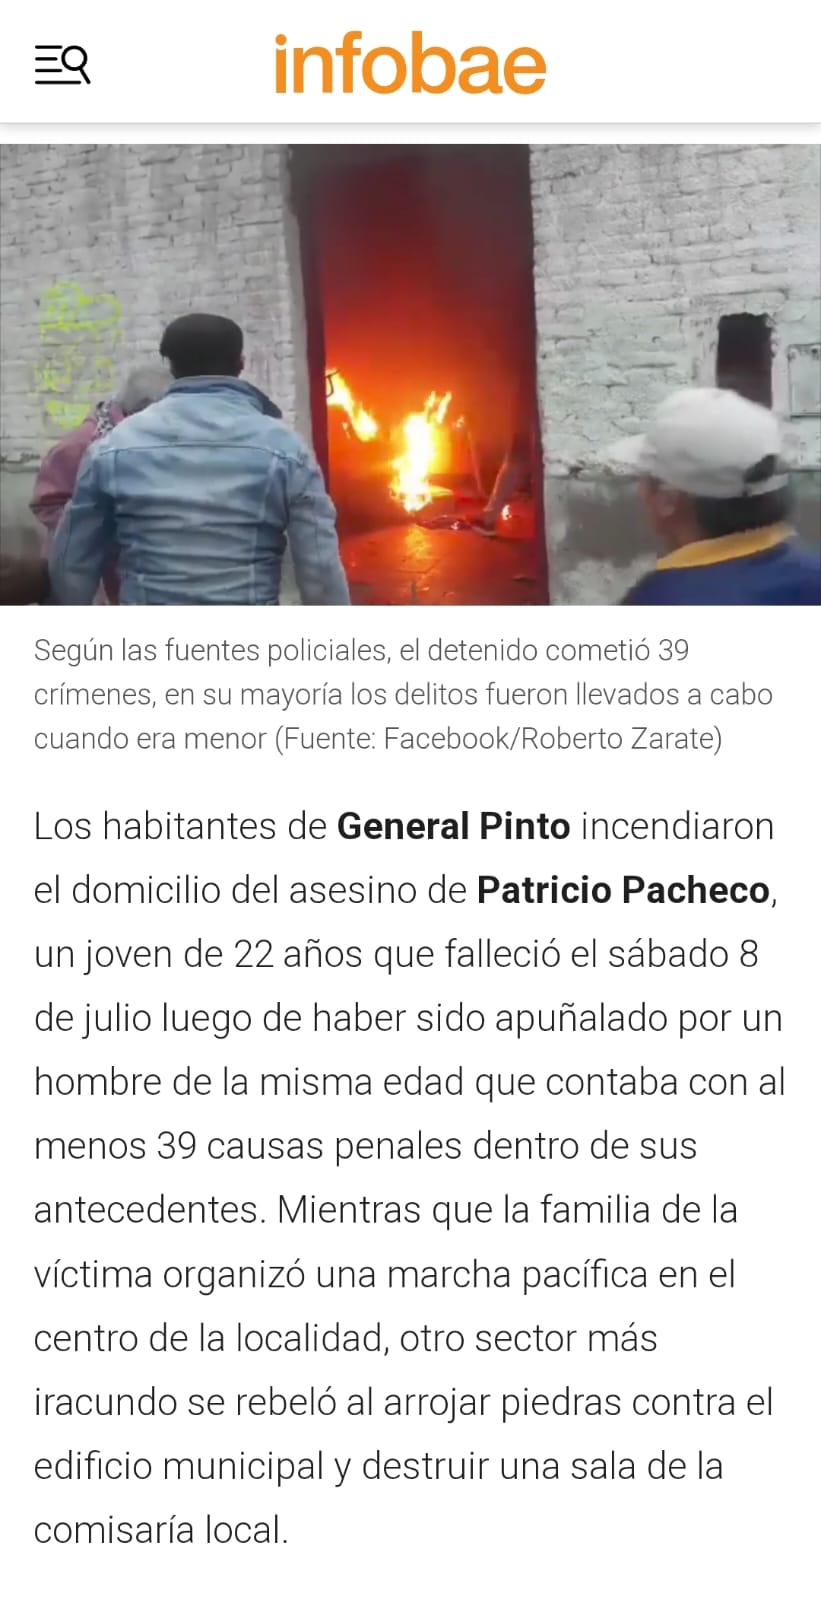 infobae
Según las fuentes policiales, el detenido cometió 39
crímenes, en su mayoría los delitos fueron llevados a cabo
cuando era menor (Fuente: Facebook/Roberto Zarate)
Los habitantes de General Pinto incendiaron
el domicilio del asesino de Patricio Pacheco,
un joven de 22 años que falleció el sábado 8
de julio luego de haber sido apuñalado por un
hombre de la misma edad que contaba con al
menos 39 causas penales dentro de sus
antecedentes. Mientras que la familia de la
víctima organizó una marcha pacífica en el
centro de la localidad, otro sector más
iracundo se rebeló al arrojar piedras contra el
edificio municipal y destruir una sala de la
comisaría local.